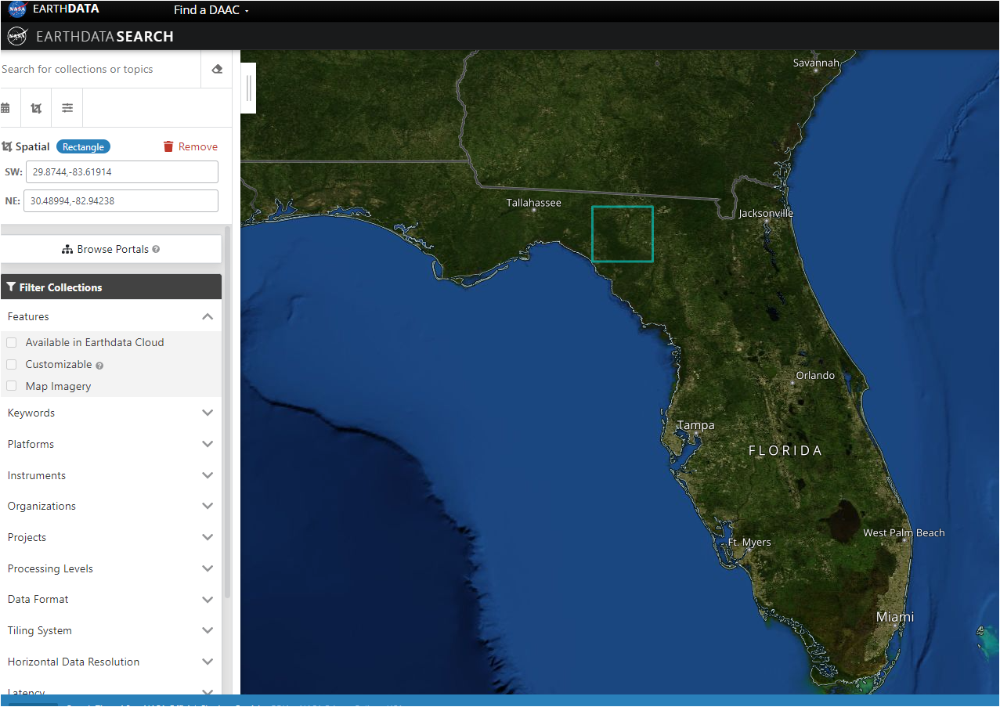 NASA EARTHDATA Find a DAAC
NASA EARTHDATA SEARCH
Search for collections or topics
Spatial Rectangle Remove
SW: 29.8744,-83.61914
NE: 30.48994,-82.94238
Browse Portals ?
Filter Collections
Features
Available in Earthdata Cloud
Customizable ?
Map Imagery
Keywords
Platforms
Instruments
Organizations
Projects
Processing Levels
Data Format
Tiling System
Horizontal Data Resolution
Latency
Savannah
Tallahassee
Jacksonville
Orlando
Tampa
FLORIDA
West Palm Beach
Ft. Myers
Miami